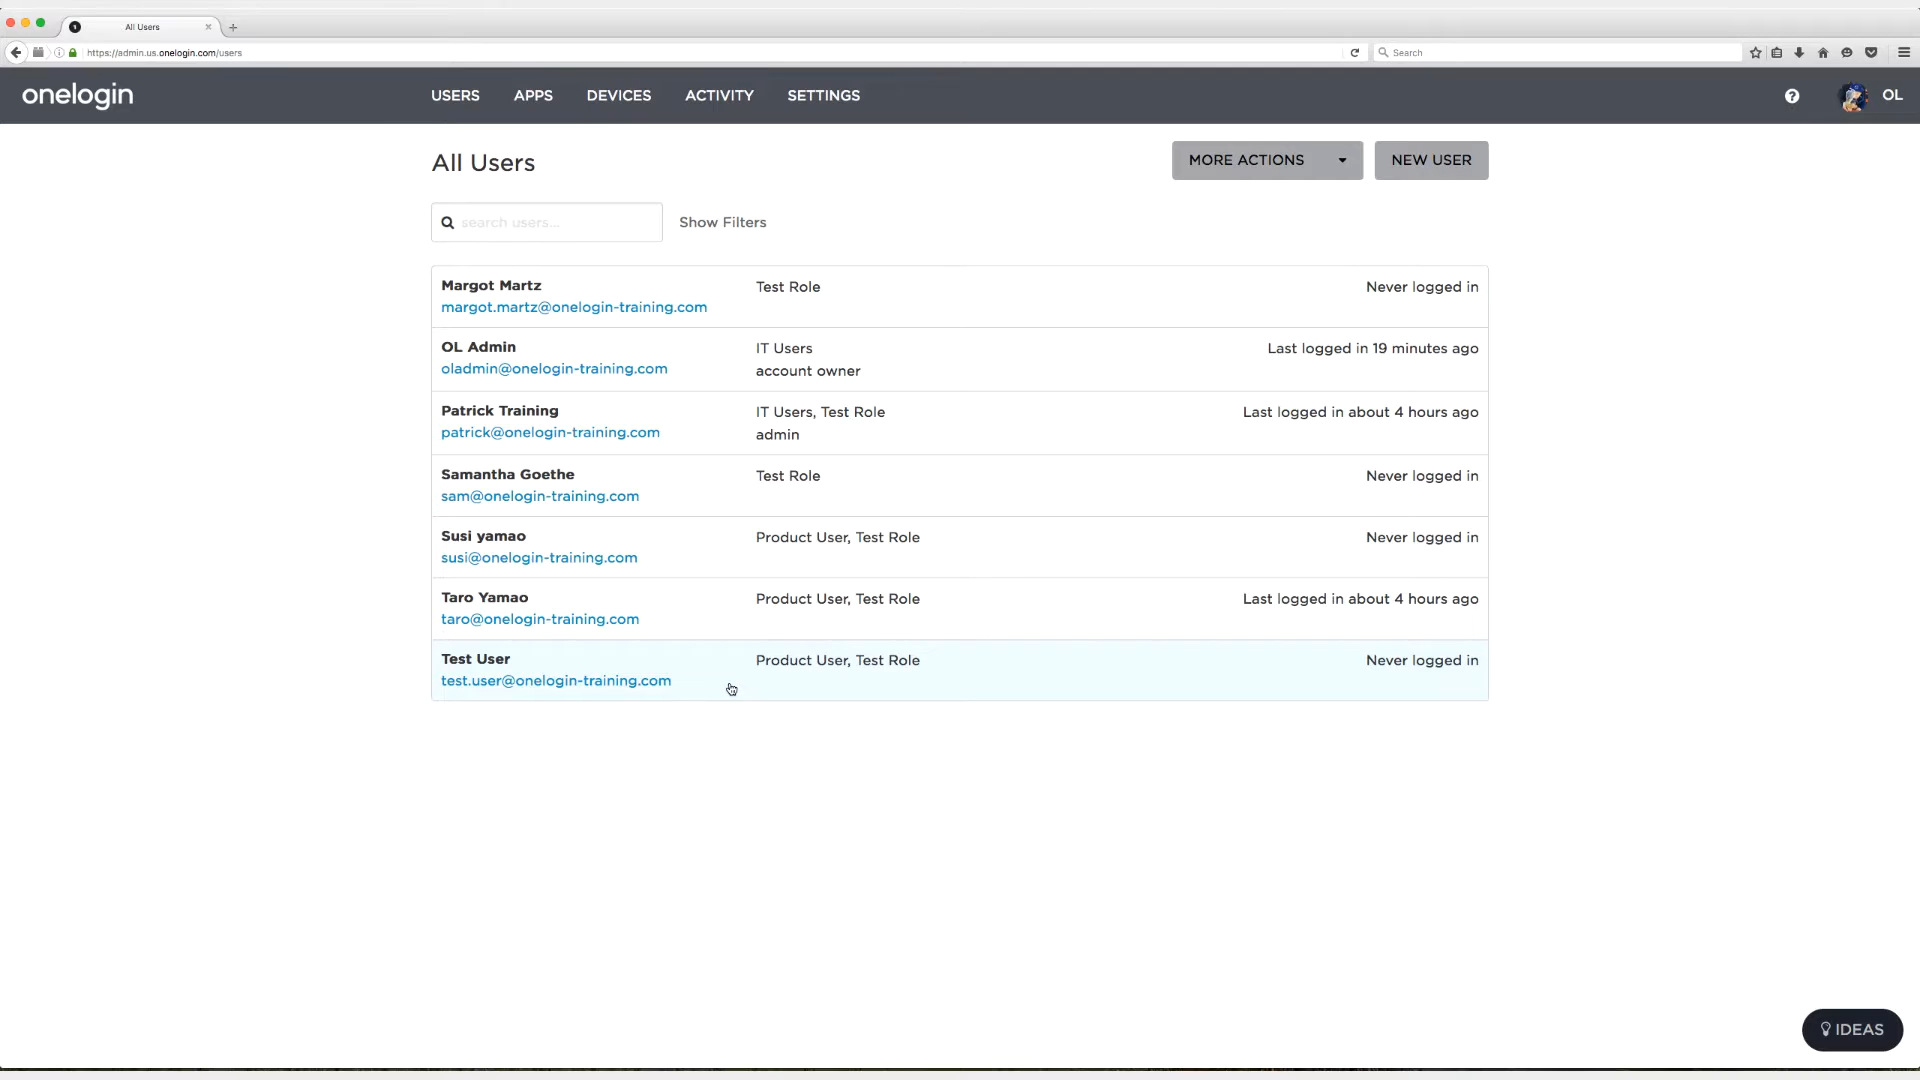 All Users
https://admin.us.onelogin.com/users
Search
onelogin
USERS APPS DEVICES ACTIVITY SETTINGS
OL
All Users
MORE ACTIONS
NEW USER
search users...
Show Filters
Margot Martz
margot.martz@onelogin-training.com
Test Role
Never logged in
OL Admin
oladmin@onelogin-training.com
IT Users
account owner
Last logged in 19 minutes ago
Patrick Training
patrick@onelogin-training.com
IT Users, Test Role
admin
Last logged in about 4 hours ago
Samantha Goethe
sam@onelogin-training.com
Test Role
Never logged in
Susi yamao
susi@onelogin-training.com
Product User, Test Role
Never logged in
Taro Yamao
taro@onelogin-training.com
Product User, Test Role
Last logged in about 4 hours ago
Test User
test.user@onelogin-training.com
Product User, Test Role
Never logged in
IDEAS